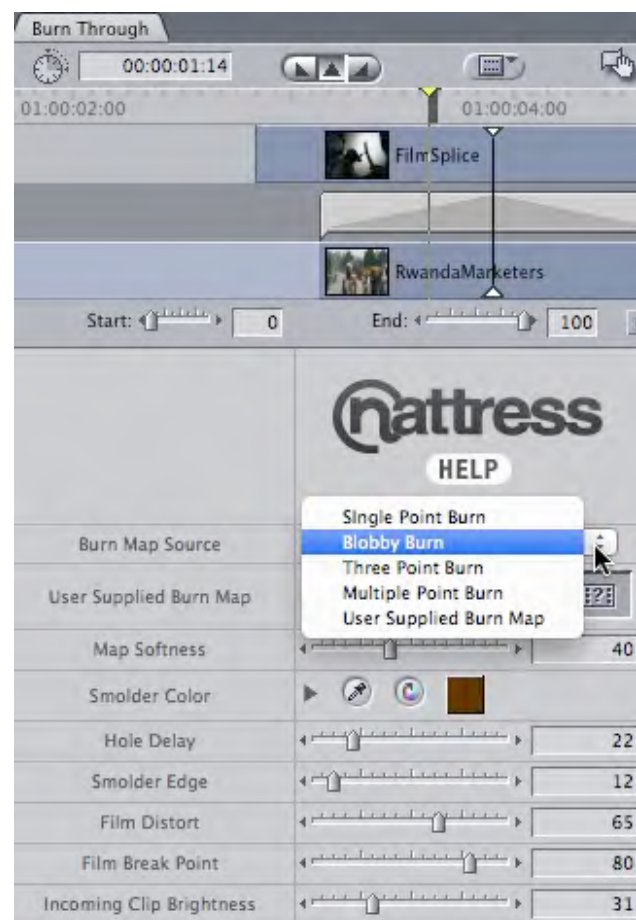 Burn Through
00:00:01:14
01:00:02:00
01:00:04:00
FilmSplice
RwandaMarketers
Start:
0
End:
100
nattress
HELP
Burn Map Source
SIngle Point Burn
Blobby Burn
Three Point Burn
Multiple Point Burn
User Supplied Burn Map
User Supplied Burn Map
?
Map Softness
40
Smolder Color
Hole Delay
22
Smolder Edge
12
Film Distort
65
Film Break Point
80
Incoming Clip Brightness
31